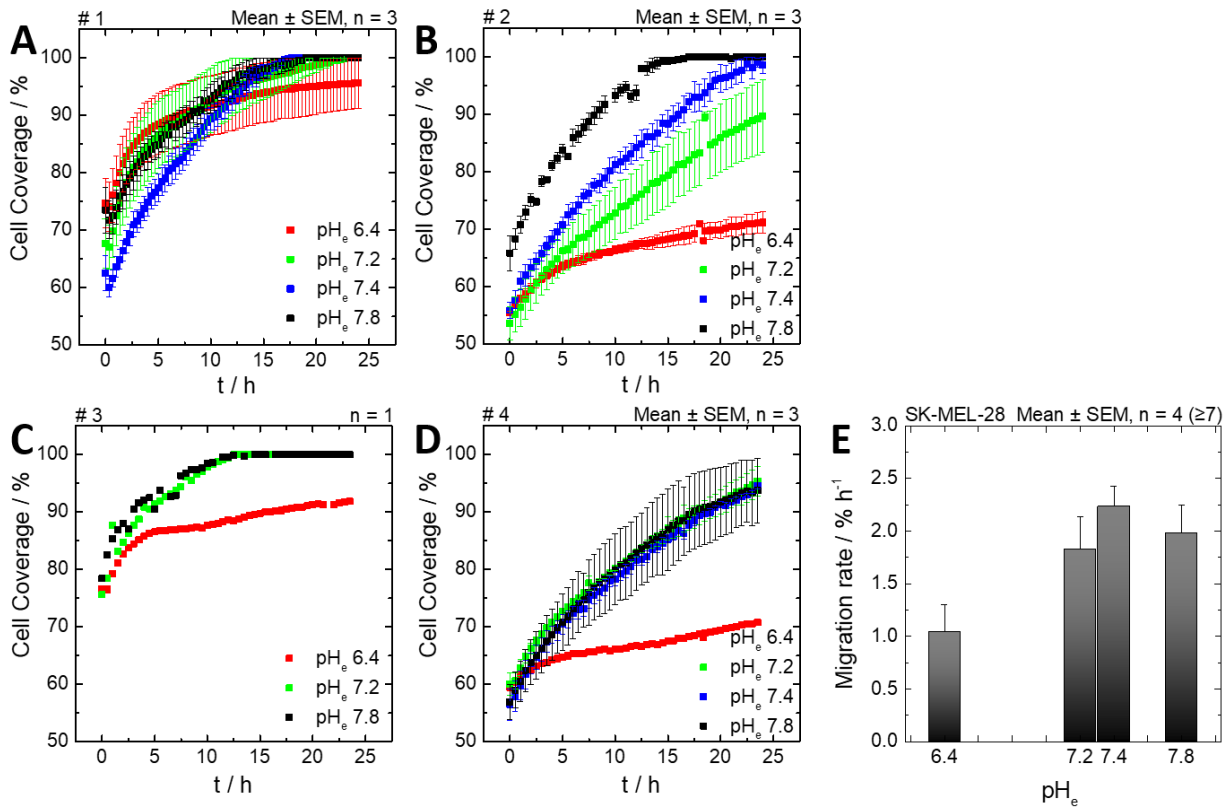 A
# 1 Mean ± SEM, n = 3
Cell Coverage / %
100
90
80
70
60
50
pHe 6.4
pHe 7.2
pHe 7.4
pHe 7.8
0 5 10 15 20 25
t / h
B
# 2 Mean ± SEM, n = 3
Cell Coverage / %
100
90
80
70
60
50
pHe 6.4
pHe 7.2
pHe 7.4
pHe 7.8
0 5 10 15 20 25
t / h
C
# 3 n = 1
Cell Coverage / %
100
90
80
70
60
50
pHe 6.4
pHe 7.2
pHe 7.8
0 5 10 15 20 25
t / h
D
# 4 Mean ± SEM, n = 3
Cell Coverage / %
100
90
80
70
60
50
pHe 6.4
pHe 7.2
pHe 7.4
pHe 7.8
0 5 10 15 20 25
t / h
E
SK-MEL-28 Mean ± SEM, n = 4 (≥7)
Migration rate / % h⁻¹
3.0
2.5
2.0
1.5
1.0
0.5
0.0
6.4 7.2 7.4 7.8
pHe